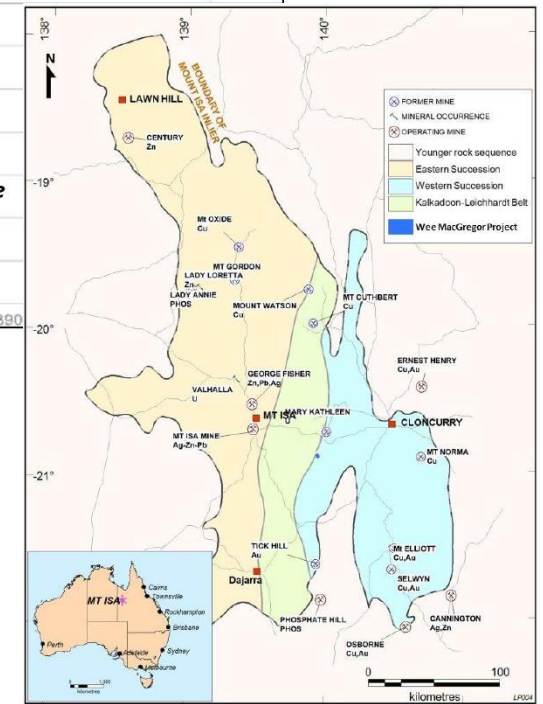 138°
139°
140°
N
BOUNDARY OF
MOUNT ISA INLIER
LAWN HILL
CENTURY
Zn
FORMER MINE
MINERAL OCCURRENCE
OPERATING MINE
Younger rock sequence
Eastern Succession
Western Succession
Kalkadoon-Leichhardt Belt
Wee MacGregor Project
-19°
e
Mt OXIDE
Cu
MT GORDON
LADY LORETTA
Zn
LADY ANNIE
PHOS
MOUNT WATSON
Cu
MT CUTHBERT
Cu
390
-20°
ERNEST HENRY
Cu,Au
GEORGE FISHER
Zn,Pb,Ag
VALHALLA
U
MT ISA
MARY KATHLEEN
U
CLONCURRY
MT ISA MINE
Ag-Zn-Pb
MT NORMA
Cu
-21°
TICK HILL
Au
Mt ELLIOTT
Cu,Au
Dajarra
SELWYN
Cu,Au
PHOSPHATE HILL
PHOS
CANNINGTON
Ag,Zn
OSBORNE
Cu,Au
MT ISA
Cairns
Townsville
Rockhampton
Brisbane
Perth
Sydney
Adelaide
Melbourne
kilometres
0 100
kilometres
LP004